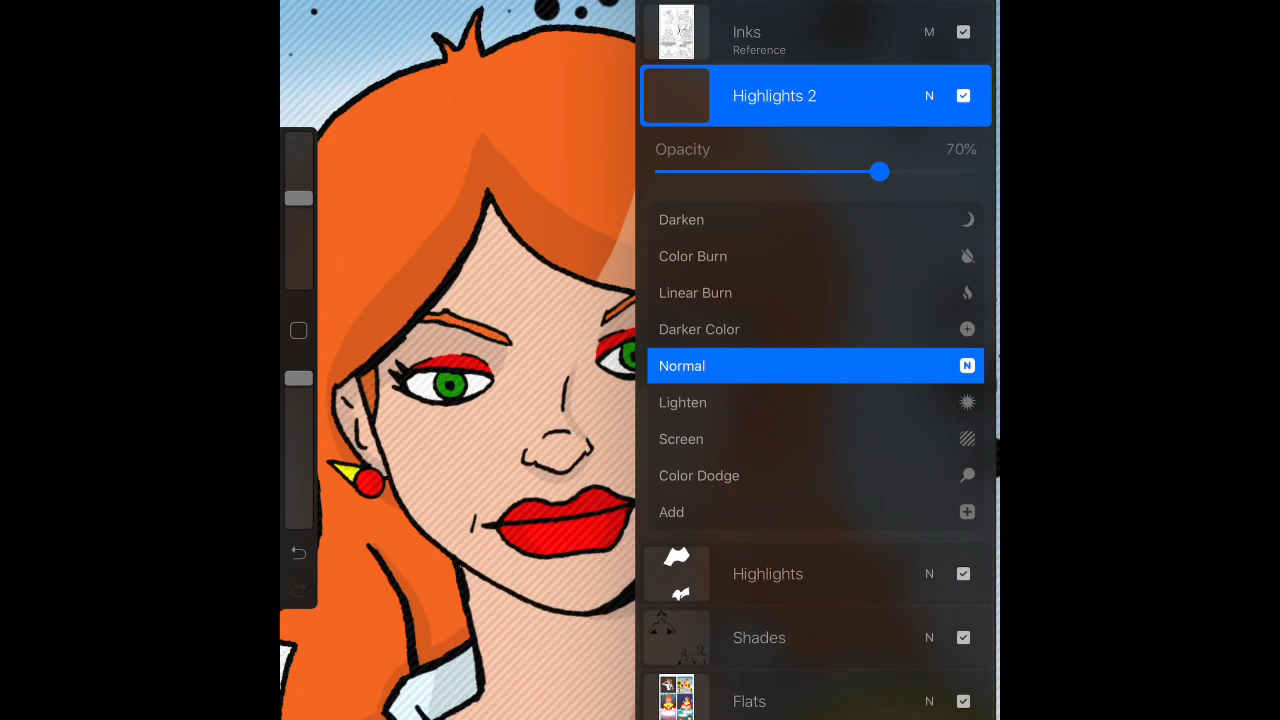 Inks M
Reference
Highlights 2 N
Opacity 70%
Darken
Color Burn
Linear Burn
Darker Color
Normal N
Lighten
Screen
Color Dodge
Add
Highlights N
Shades N
Flats N